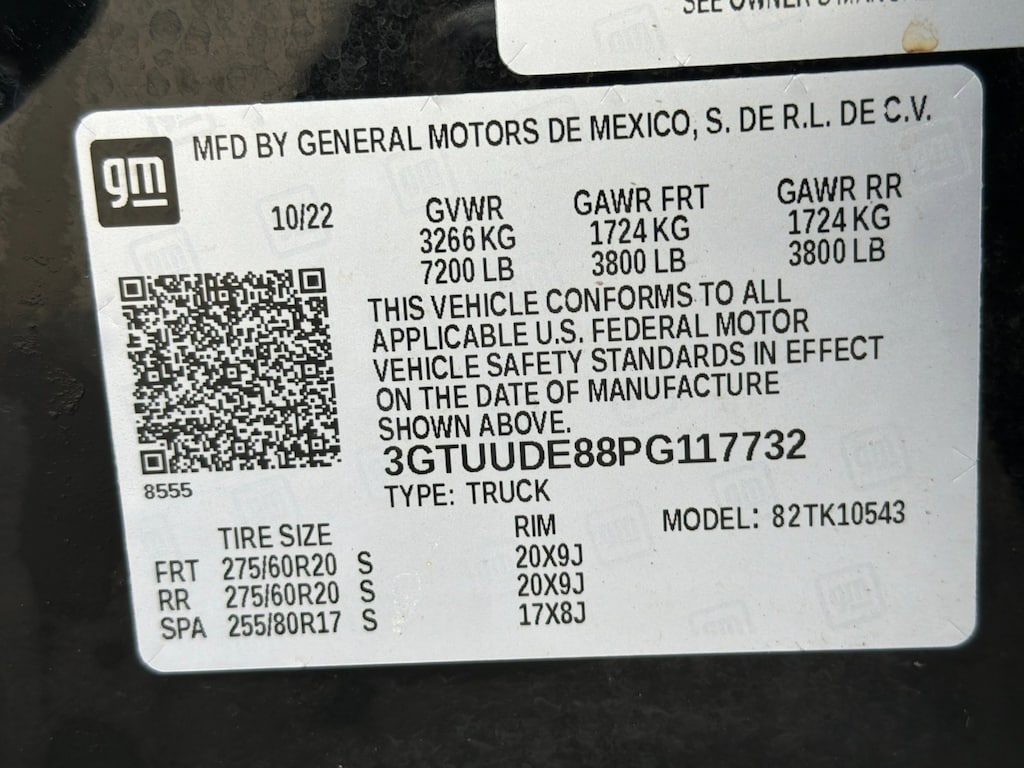 SEE OWNER'S MANUAL
gm
MFD BY GENERAL MOTORS DE MEXICO, S. DE R.L. DE C.V.
10/22
GVWR GAWR FRT GAWR RR
3266 KG 1724 KG 1724 KG
7200 LB 3800 LB 3800 LB
THIS VEHICLE CONFORMS TO ALL
APPLICABLE U.S. FEDERAL MOTOR
VEHICLE SAFETY STANDARDS IN EFFECT
ON THE DATE OF MANUFACTURE
SHOWN ABOVE.
3GTUUDE88PG117732
8555
TYPE: TRUCK
MODEL: 82TK10543
TIRE SIZE RIM
FRT 275/60R20 S 20X9J
RR 275/60R20 S 20X9J
SPA 255/80R17 S 17X8J